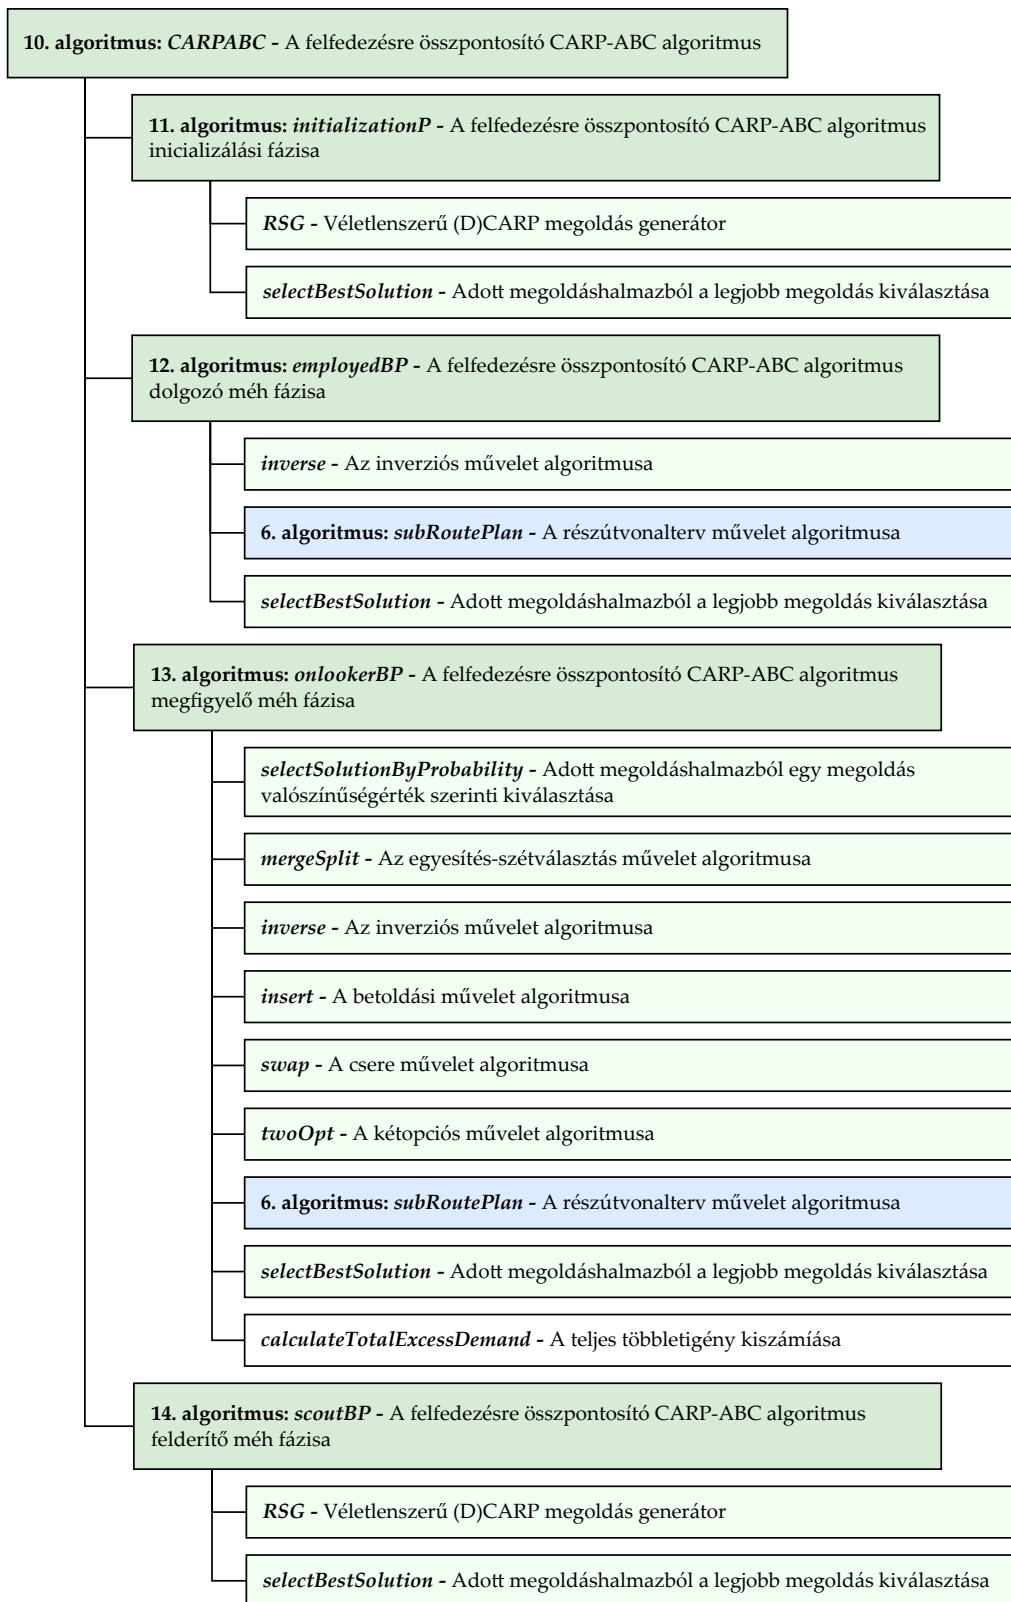 10. algoritmus: CARPABC - A felfedezésre összpontosító CARP-ABC algoritmus
11. algoritmus: initializationP - A felfedezésre összpontosító CARP-ABC algoritmus
inicializálási fázisa
RSG - Véletlenszerű (D)CARP megoldás generátor
selectBestSolution - Adott megoldáshalmazból a legjobb megoldás kiválasztása
12. algoritmus: employedBP - A felfedezésre összpontosító CARP-ABC algoritmus
dolgozó méh fázisa
inverse - Az inverziós művelet algoritmusa
6. algoritmus: subRoutePlan - A részútvonalterv művelet algoritmusa
selectBestSolution - Adott megoldáshalmazból a legjobb megoldás kiválasztása
13. algoritmus: onlookerBP - A felfedezésre összpontosító CARP-ABC algoritmus
megfigyelő méh fázisa
selectSolutionByProbability - Adott megoldáshalmazból egy megoldás
valószínűségérték szerinti kiválasztása
mergeSplit - Az egyesítés-szétválasztás művelet algoritmusa
inverse - Az inverziós művelet algoritmusa
insert - A betoldási művelet algoritmusa
swap - A csere művelet algoritmusa
twoOpt - A kétopciós művelet algoritmusa
6. algoritmus: subRoutePlan - A részútvonalterv művelet algoritmusa
selectBestSolution - Adott megoldáshalmazból a legjobb megoldás kiválasztása
calculateTotalExcessDemand - A teljes többletigény kiszámíása
14. algoritmus: scoutBP - A felfedezésre összpontosító CARP-ABC algoritmus
felderítő méh fázisa
RSG - Véletlenszerű (D)CARP megoldás generátor
selectBestSolution - Adott megoldáshalmazból a legjobb megoldás kiválasztása